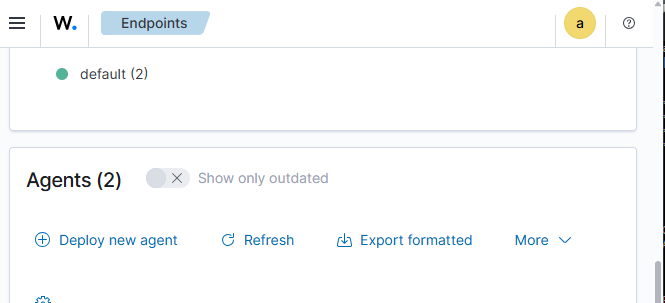 W. Endpoints a
default (2)
Agents (2) Show only outdated
Deploy new agent Refresh Export formatted More